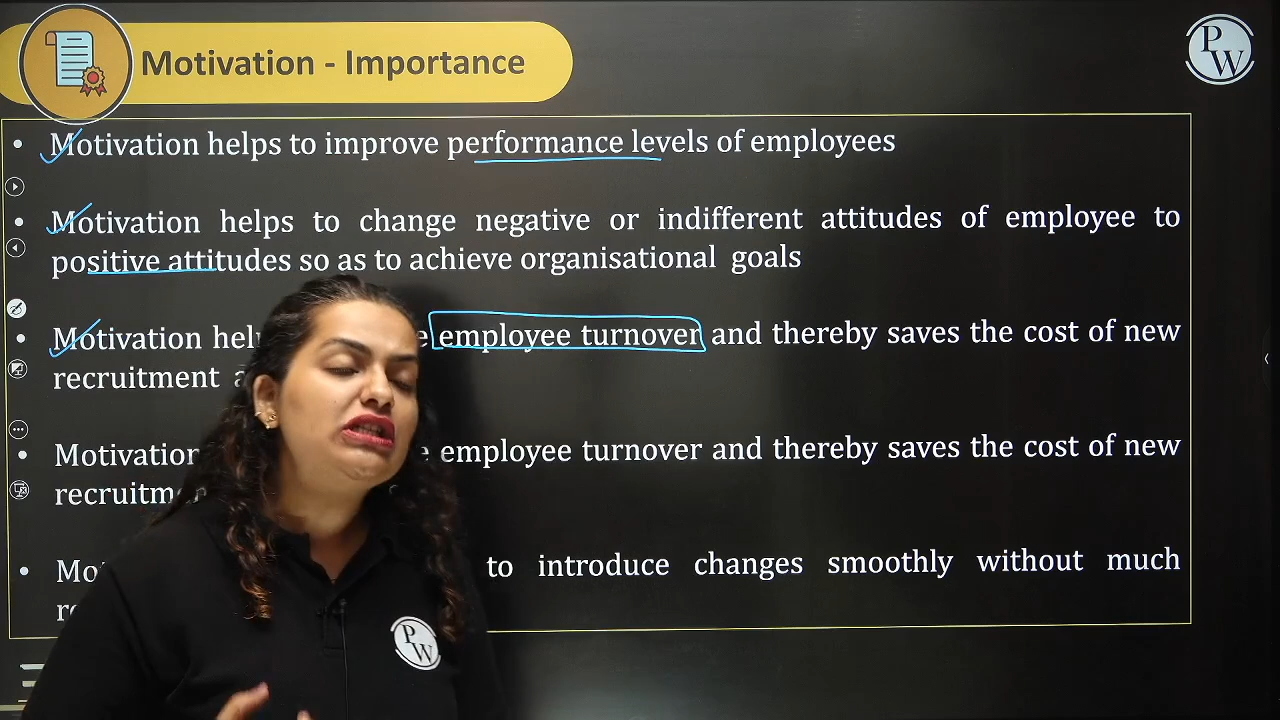 Motivation - Importance
PW
• Motivation helps to improve performance levels of employees
• Motivation helps to change negative or indifferent attitudes of employee to
positive attitudes so as to achieve organisational goals
• Motivation employee turnover and thereby saves the cost of new
recruitment
• Motivation employee turnover and thereby saves the cost of new
• to introduce changes smoothly without much
PW